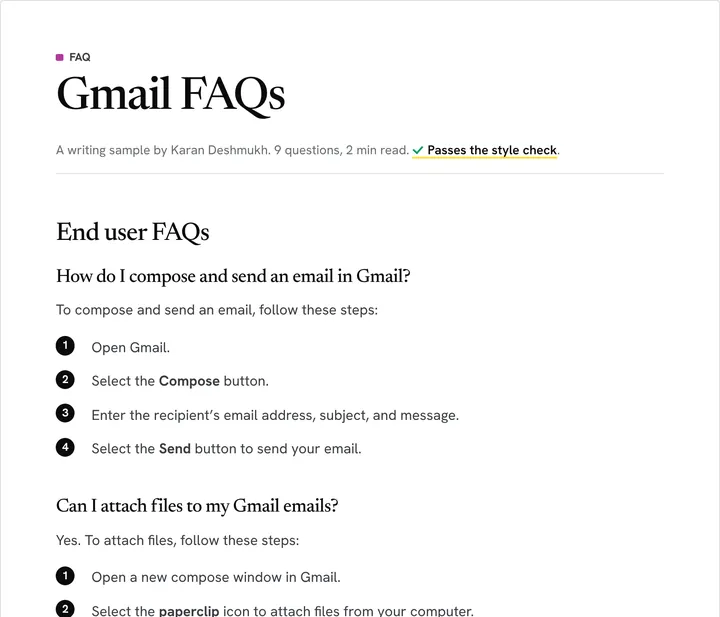 FAQ
Gmail FAQs
A writing sample by Karan Deshmukh. 9 questions, 2 min read. ✓ Passes the style check.
End user FAQs
How do I compose and send an email in Gmail?
To compose and send an email, follow these steps:
1 Open Gmail.
2 Select the Compose button.
3 Enter the recipient’s email address, subject, and message.
4 Select the Send button to send your email.
Can I attach files to my Gmail emails?
Yes. To attach files, follow these steps:
1 Open a new compose window in Gmail.
2 Select the paperclip icon to attach files from your computer.